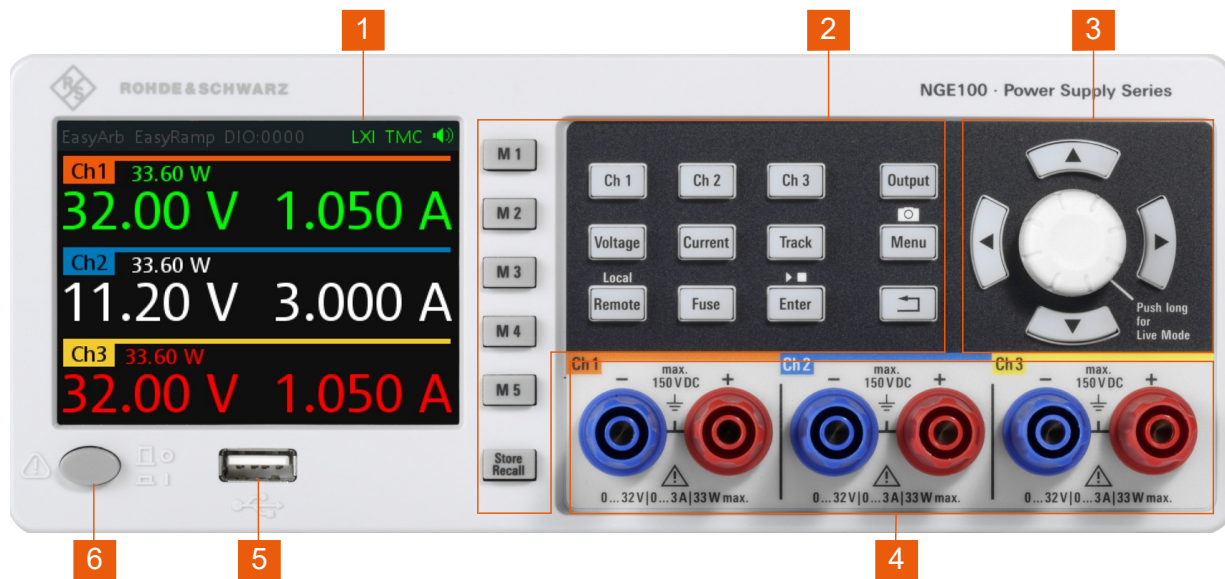 1
2
3
R&S
ROHDE & SCHWARZ
NGE100 · Power Supply Series
EasyArb EasyRamp DIO:0000 LXI TMC
Ch1 33.60 W
32.00 V 1.050 A
Ch2 33.60 W
11.20 V 3.000 A
Ch3 33.60 W
32.00 V 1.050 A
M 1
M 2
M 3
M 4
M 5
Store
Recall
Ch 1 Ch 2 Ch 3 Output
Voltage Current Track Menu
Local
Remote Fuse Enter
Push long
for
Live Mode
Ch 1
− max. +
150 V DC
0...32 V|0...3 A|33 W max.
Ch 2
− max. +
150 V DC
0...32 V|0...3 A|33 W max.
Ch 3
− max. +
150 V DC
0...32 V|0...3 A|33 W max.
6
5
4